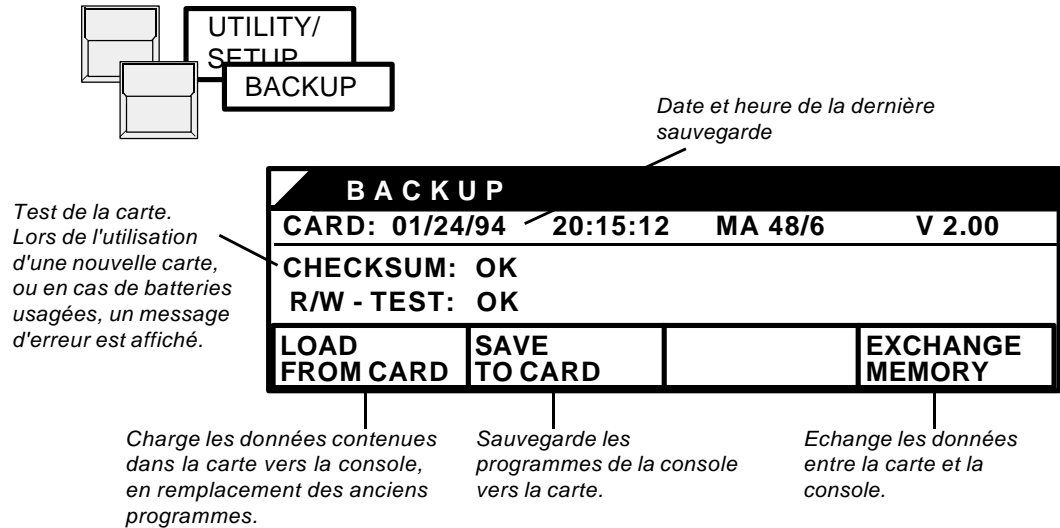 UTILITY/
SETUP
BACKUP
Date et heure de la dernière
sauvegarde
BACKUP
CARD: 01/24/94 20:15:12 MA 48/6 V 2.00
CHECKSUM: OK
R/W - TEST: OK
LOAD
FROM CARD
SAVE
TO CARD
EXCHANGE
MEMORY
Test de la carte.
Lors de l'utilisation
d'une nouvelle carte,
ou en cas de batteries
usagées, un message
d'erreur est affiché.
Charge les données contenues
dans la carte vers la console,
en remplacement des anciens
programmes.
Sauvegarde les
programmes de la console
vers la carte.
Echange les données
entre la carte et la
console.